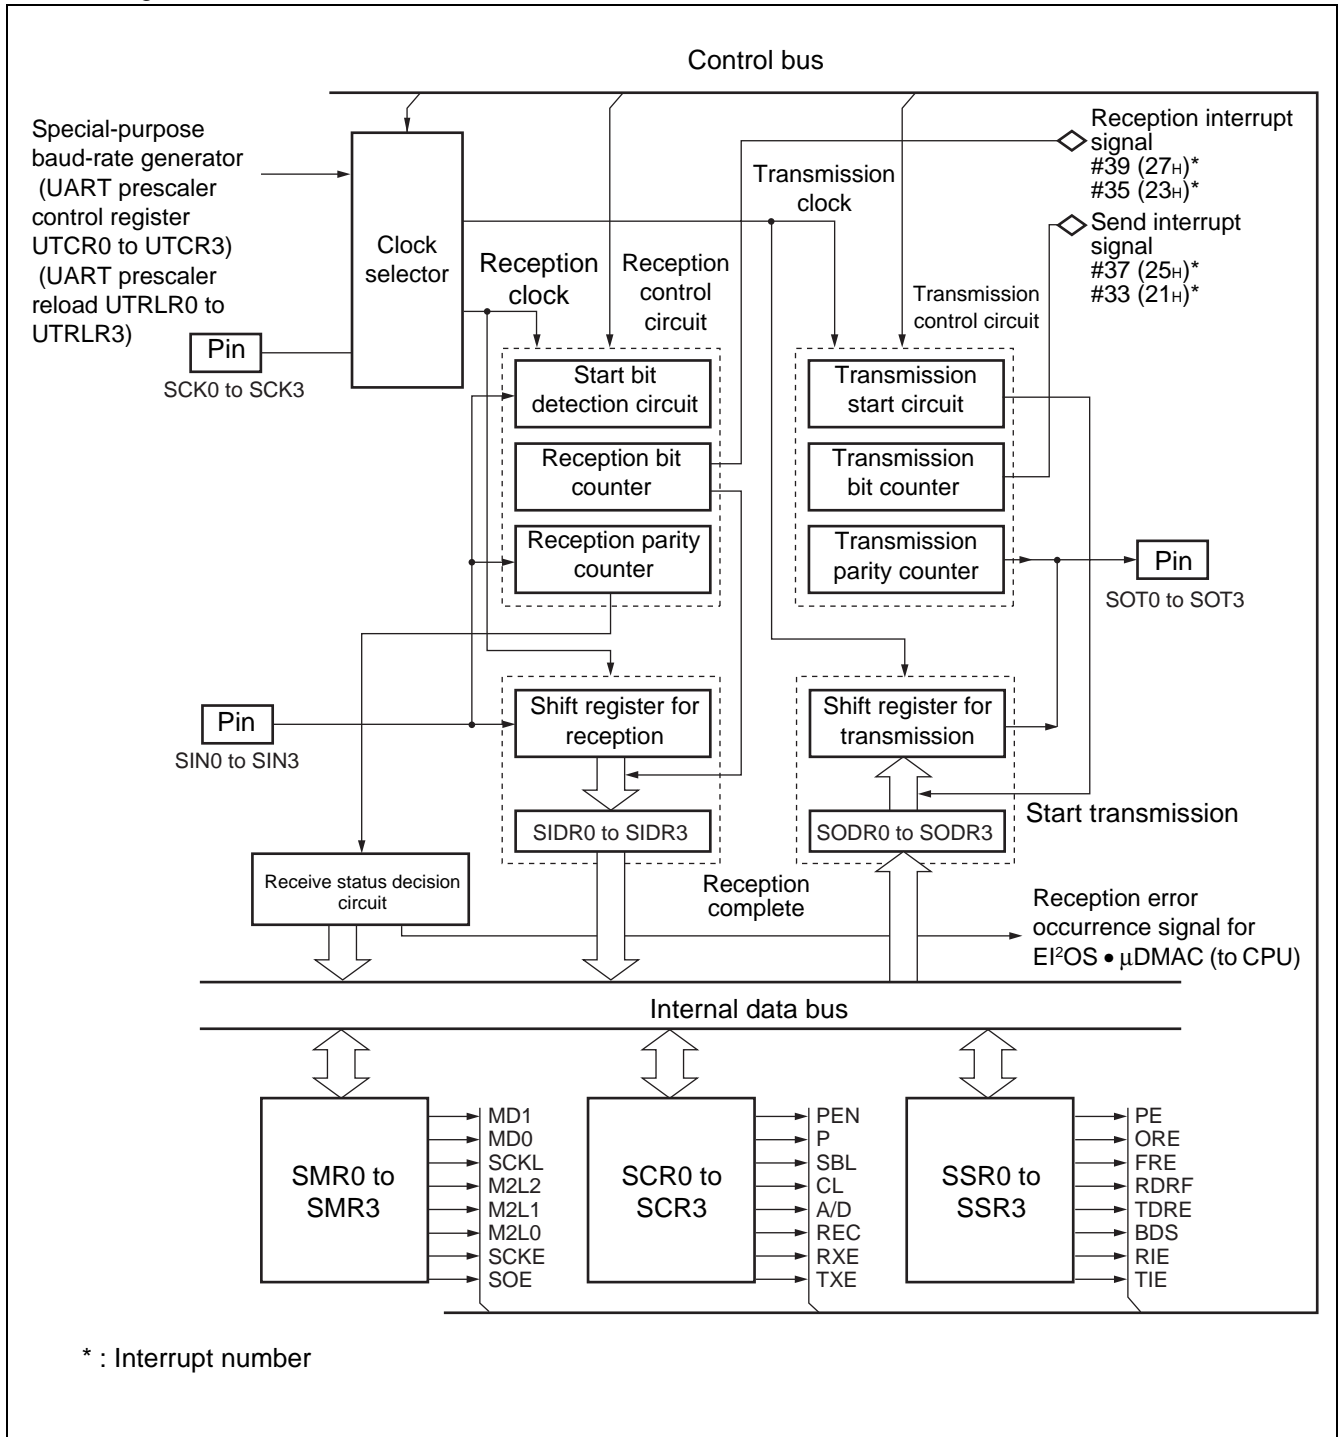 Control bus
Special-purpose
baud-rate generator
(UART prescaler
control register
UTCR0 to UTCR3)
(UART prescaler
reload UTRLR0 to
UTRLR3)
Pin
SCK0 to SCK3
Clock
selector
Reception
clock
Reception
control
circuit
Transmission
clock
Transmission
control circuit
Reception interrupt
signal
#39 (27H)*
#35 (23H)*
Send interrupt
signal
#37 (25H)*
#33 (21H)*
Start bit
detection circuit
Reception bit
counter
Reception parity
counter
Transmission
start circuit
Transmission
bit counter
Transmission
parity counter
Pin
SOT0 to SOT3
Pin
SIN0 to SIN3
Shift register for
reception
SIDR0 to SIDR3
Shift register for
transmission
SODR0 to SODR3
Start transmission
Receive status decision
circuit
Reception
complete
Reception error
occurrence signal for
EI²OS • μDMAC (to CPU)
Internal data bus
SMR0 to
SMR3
MD1
MD0
SCKL
M2L2
M2L1
M2L0
SCKE
SOE
SCR0 to
SCR3
PEN
P
SBL
CL
A/D
REC
RXE
TXE
SSR0 to
SSR3
PE
ORE
FRE
RDRF
TDRE
BDS
RIE
TIE
* : Interrupt number